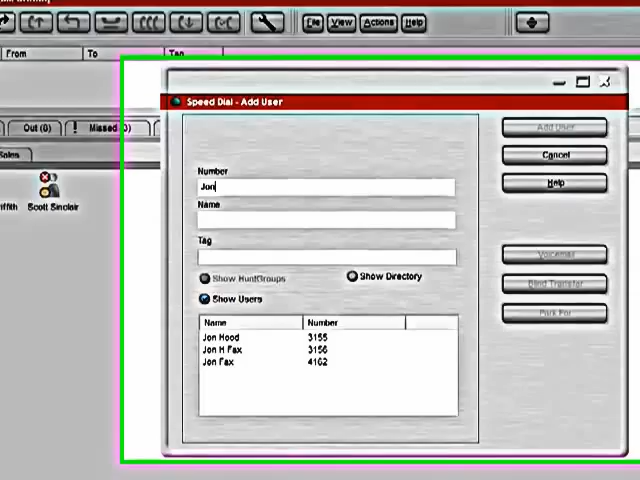 File View Actions Help
From To Tag
Speed Dial - Add User
Add User
Out (0) ! Missed
Cancel
Sales
Number
Help
Jon
Name
Scott Sinclair
Tag
Voicemail
Show HuntGroups Show Directory
Blind Transfer
Show Users
Park For
Name Number
Jon Hood 3155
Jon H Fax 3156
Jon Fax 4162